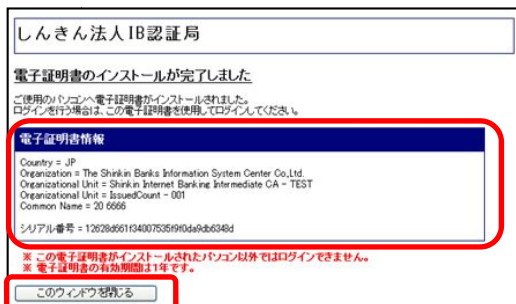 しんきん法人IB認証局
電子証明書のインストールが完了しました
ご使用のパソコンへ電子証明書がインストールされました。
ログインを行う場合は、この電子証明書を使用してログインしてください。
電子証明書情報
Country = JP
Organization = The Shinkin Banks Information System Center Co.,Ltd.
Organizational Unit = Shinkin Internet Banking Intermediate CA - TEST
Organizational Unit = IssuedCount - 001
Common Name = 20 6666
シリアル番号 = 12628d661f34007535f9f0da9db6348d
※ この電子証明書がインストールされたパソコン以外ではログインできません。
※ 電子証明書の有効期間は1年です。
このウィンドウを閉じる